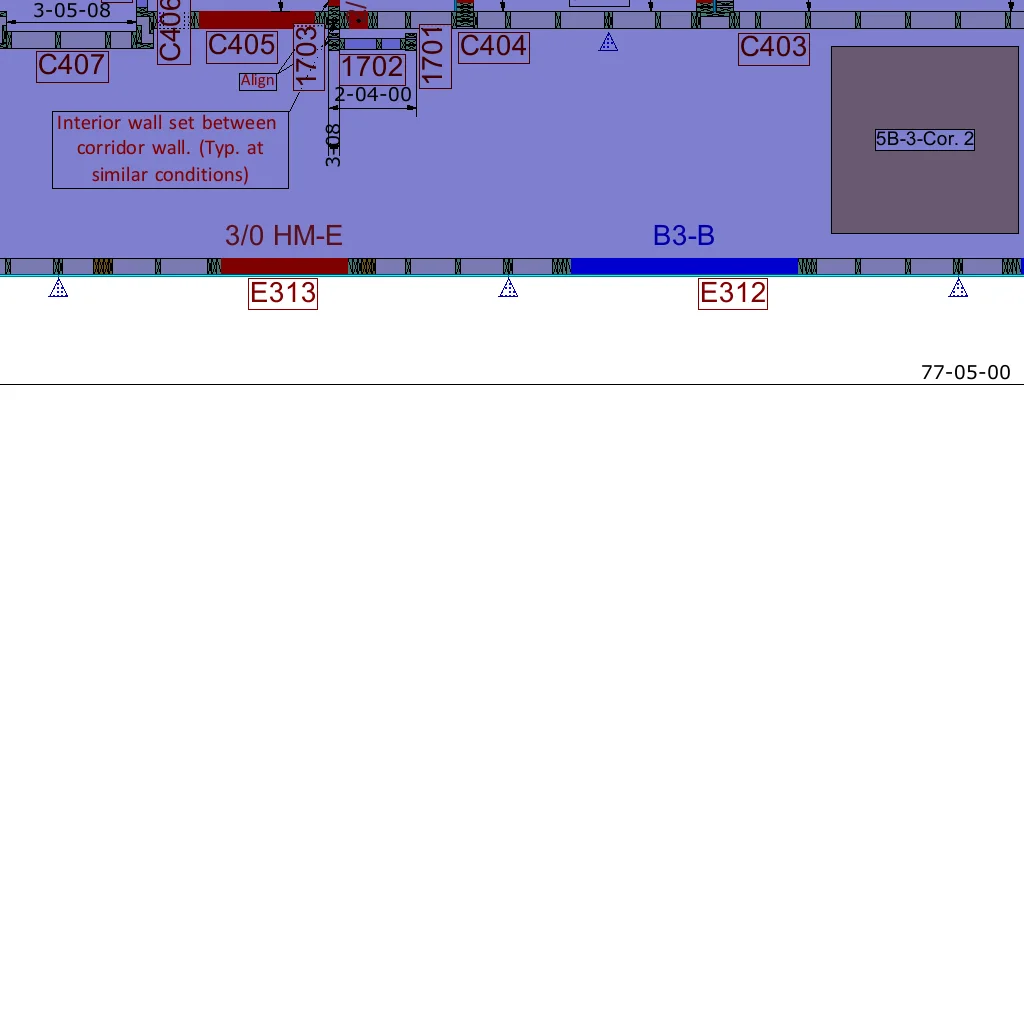 3-05-08
C407
C406
C405
1703
1702
1701
C404
C403
Align
2-04-00
3-08
Interior wall set between
corridor wall. (Typ. at
similar conditions)
5B-3-Cor. 2
3/0 HM-E
B3-B
E313
E312
77-05-00